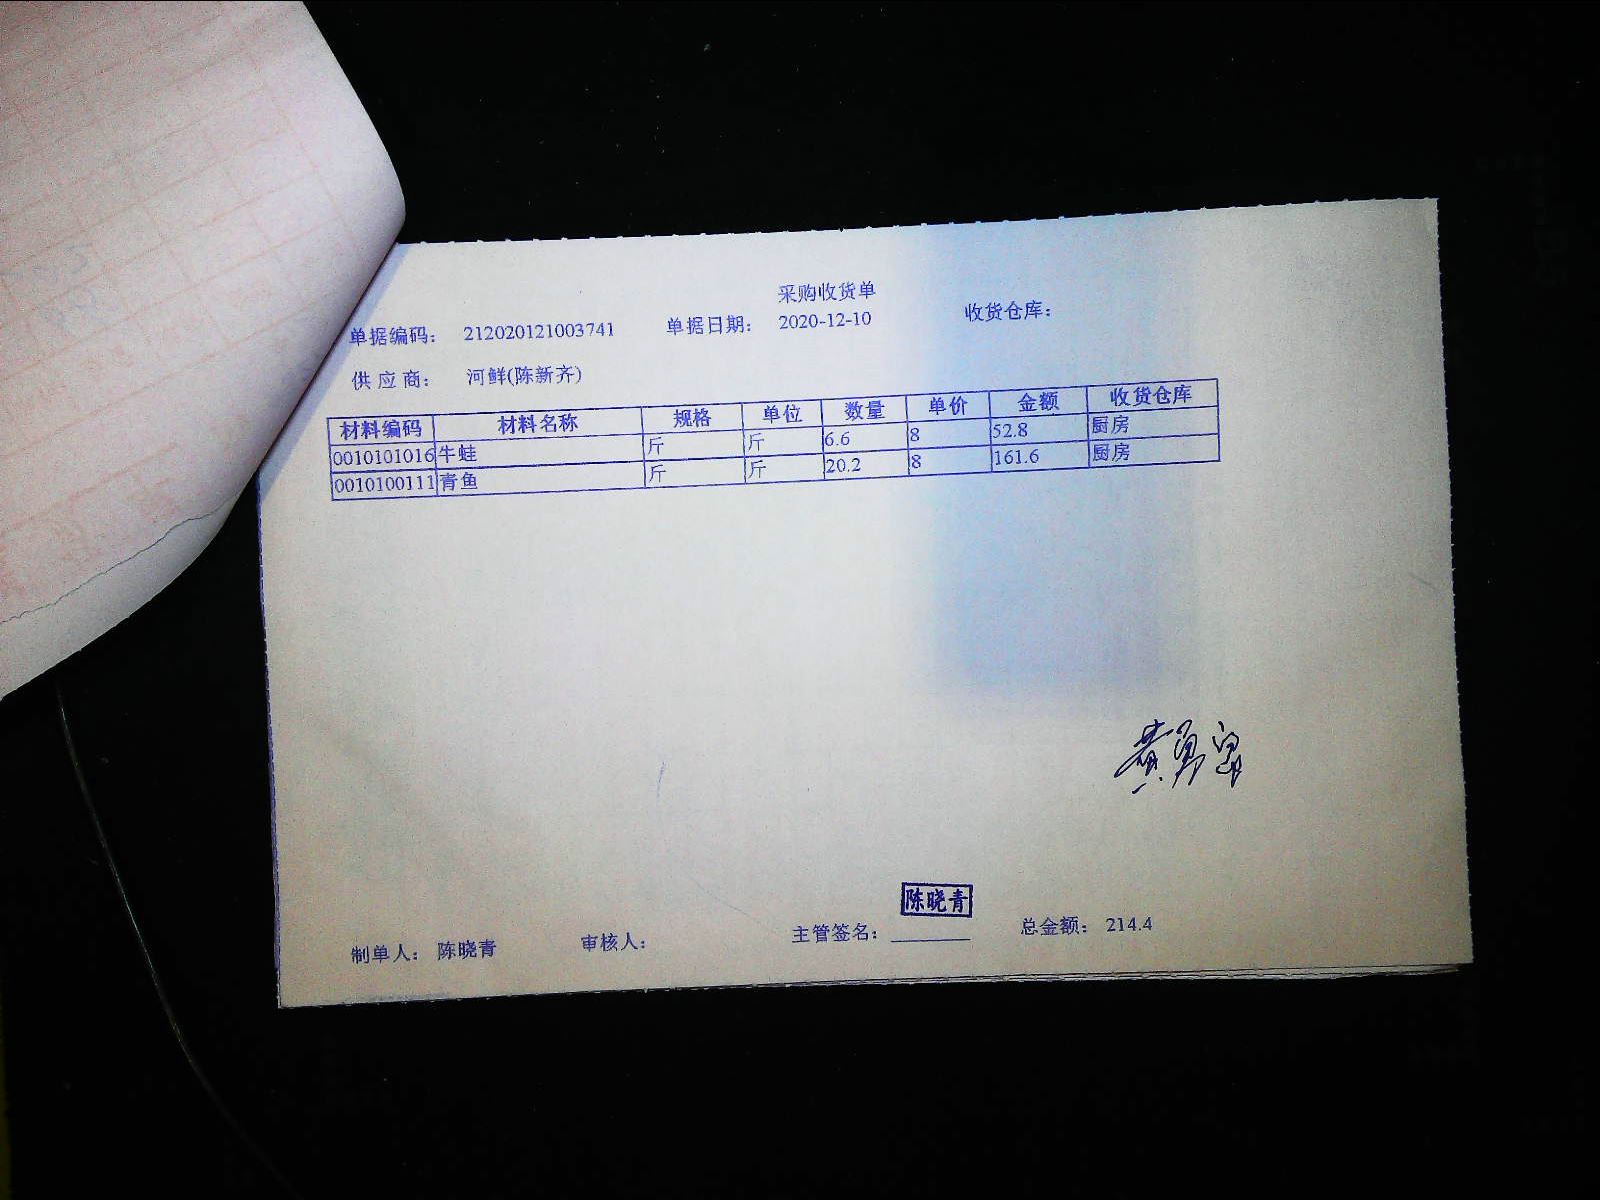 采购收货单
单据编码： 212020121003741 单据日期： 2020-12-10 收货仓库：
供 应 商： 河鲜(陈新齐)
材料编码 材料名称 规格 单位 数量 单价 金额 收货仓库
0010101016 牛蛙 斤 斤 6.6 8 52.8 厨房
0010100111 青鱼 斤 斤 20.2 8 161.6 厨房
黄勇
陈晓青
制单人： 陈晓青 审核人： 主管签名： ________ 总金额： 214.4